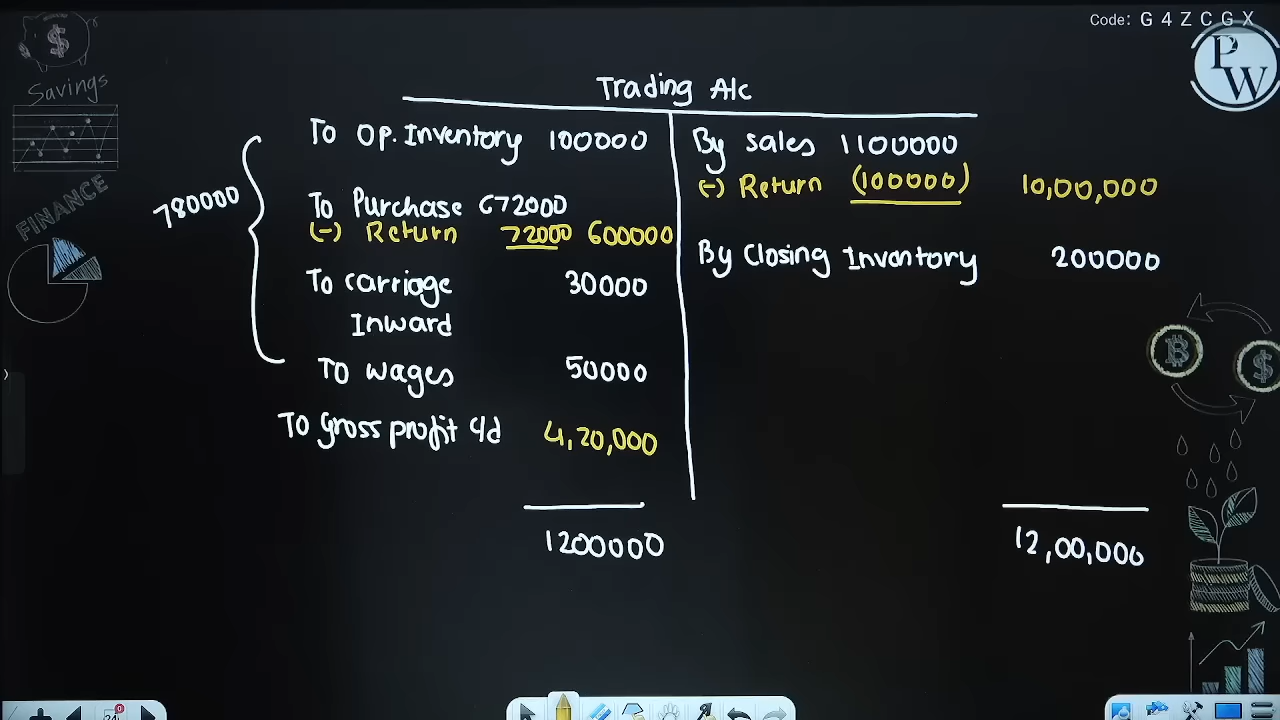 Code: G 4 Z C G X
PW
Savings
FINANCE
Trading A/c
To Op. Inventory 100000
By sales 1100000
(-) Return (100000) 10,00,000
780000
To Purchase 672000
(-) Return 72000 600000
By Closing Inventory 200000
To carriage 30000
Inward
To wages 50000
To Gross profit c/d 4,20,000
1200000
12,00,000